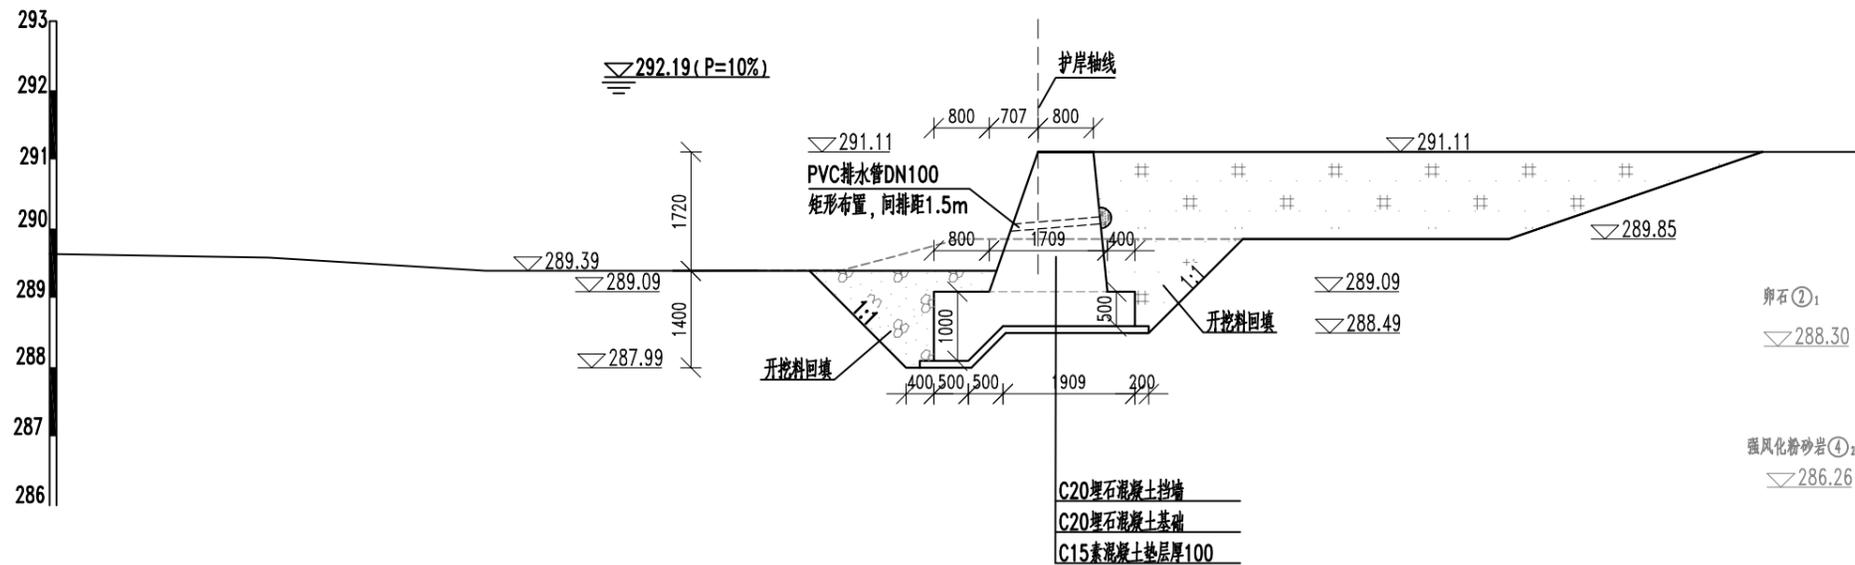 293
292
291
290
289
288
287
286
292.19(P=10%)
护岸轴线
800 707 800
291.11
291.11
PVC排水管DN100
矩形布置，间排距1.5m
1720
1400
800 1709 400
289.85
289.39
289.09
289.09
288.49
287.99
1:1
1:1
1000
500
开挖料回填
开挖料回填
卵石②1
288.30
400 500 500 1909 200
强风化粉砂岩④2
286.26
C20埋石混凝土挡墙
C20埋石混凝土基础
C15素混凝土垫层厚100